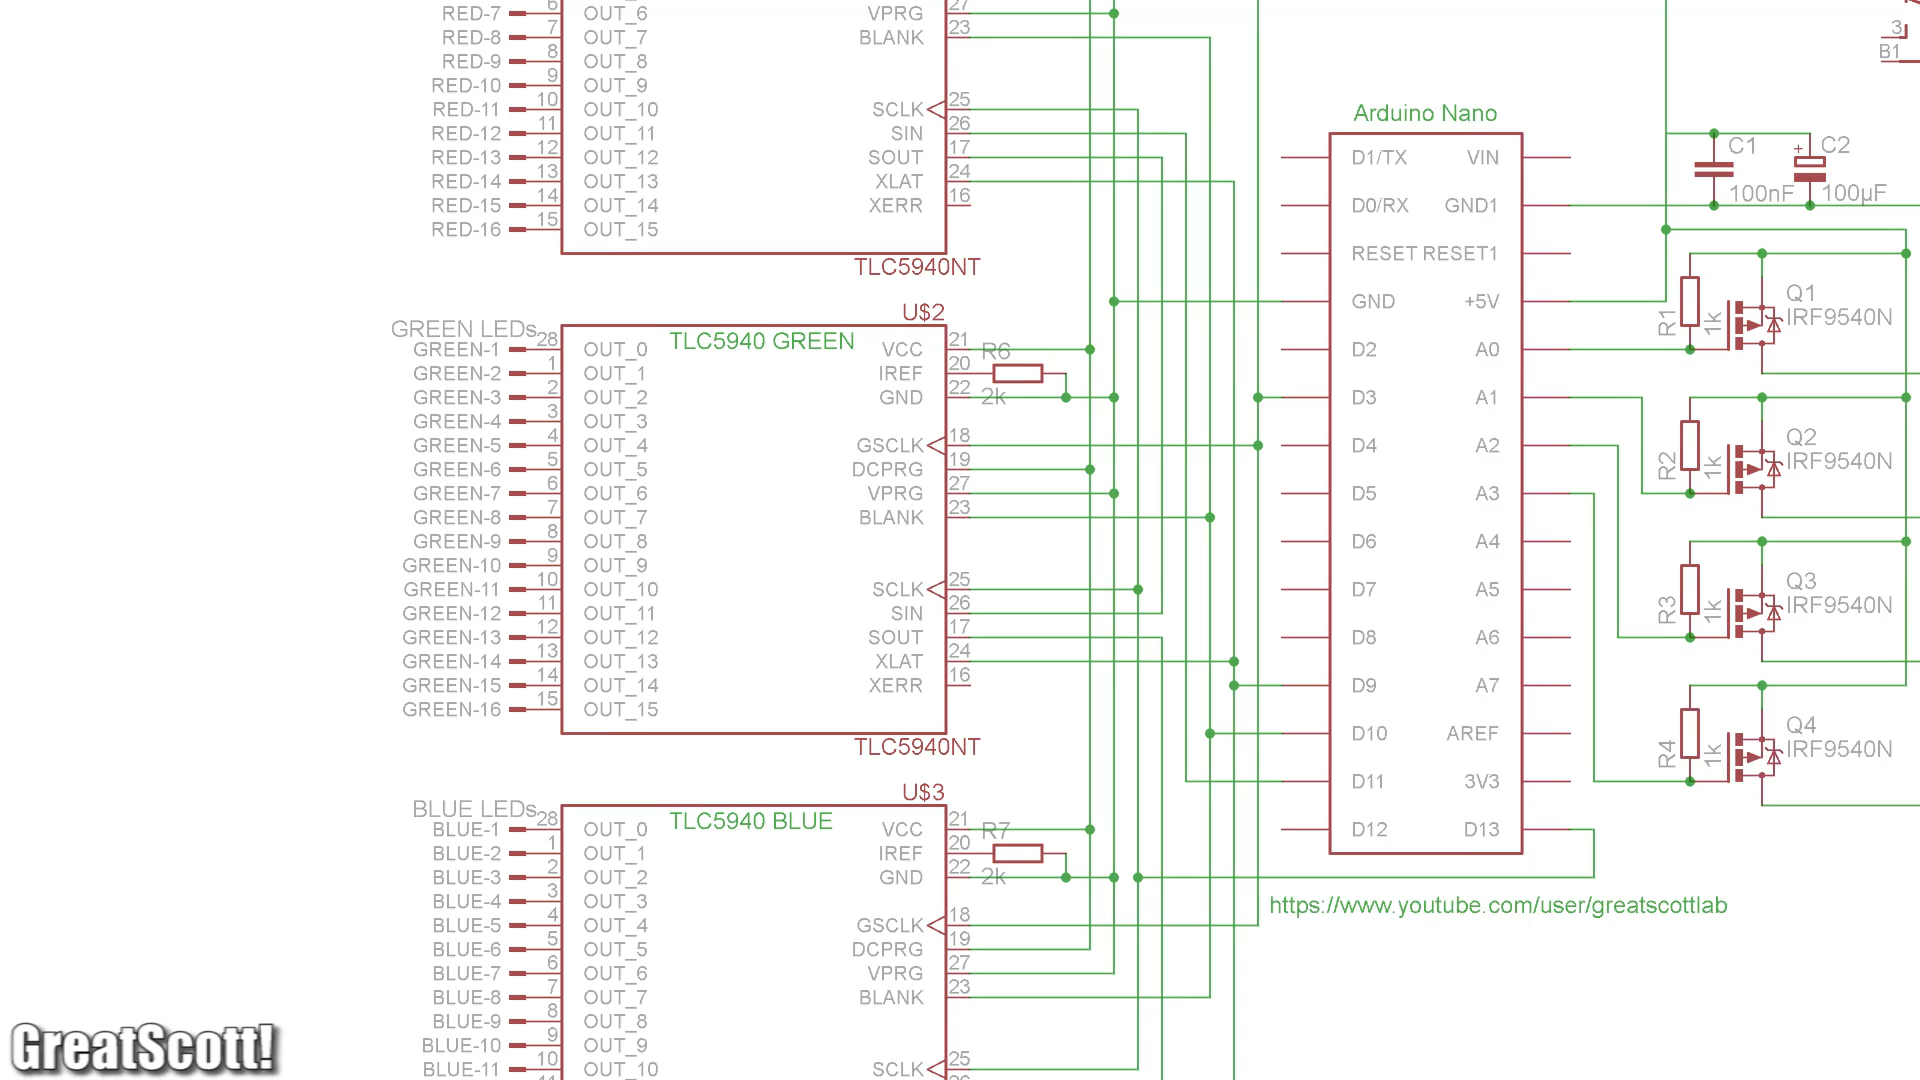 RED-7 6 OUT_6 VPRG 27
RED-8 7 OUT_7 BLANK 23
RED-9 8 OUT_8
RED-10 9 OUT_9
RED-11 10 OUT_10 SCLK 25
RED-12 11 OUT_11 SIN 26
RED-13 12 OUT_12 SOUT 17
RED-14 13 OUT_13 XLAT 24
RED-15 14 OUT_14 XERR 16
RED-16 15 OUT_15
TLC5940NT
U$2
GREEN LEDs TLC5940 GREEN
GREEN-1 28 OUT_0 VCC 21 R6
GREEN-2 1 OUT_1 IREF 20
GREEN-3 2 OUT_2 GND 22 2k
GREEN-4 3 OUT_3
GREEN-5 4 OUT_4 GSCLK 18
GREEN-6 5 OUT_5 DCPRG 19
GREEN-7 6 OUT_6 VPRG 27
GREEN-8 7 OUT_7 BLANK 23
GREEN-9 8 OUT_8
GREEN-10 9 OUT_9
GREEN-11 10 OUT_10 SCLK 25
GREEN-12 11 OUT_11 SIN 26
GREEN-13 12 OUT_12 SOUT 17
GREEN-14 13 OUT_13 XLAT 24
GREEN-15 14 OUT_14 XERR 16
GREEN-16 15 OUT_15
TLC5940NT
U$3
BLUE LEDs TLC5940 BLUE
BLUE-1 28 OUT_0 VCC 21 R7
BLUE-2 1 OUT_1 IREF 20
BLUE-3 2 OUT_2 GND 22 2k
BLUE-4 3 OUT_3
BLUE-5 4 OUT_4 GSCLK 18
BLUE-6 5 OUT_5 DCPRG 19
BLUE-7 6 OUT_6 VPRG 27
BLUE-8 7 OUT_7 BLANK 23
BLUE-9 8 OUT_8
BLUE-10 9 OUT_9
BLUE-11 10 OUT_10 SCLK 25
Arduino Nano
D1/TX VIN
D0/RX GND1
RESET RESET1
GND +5V
D2 A0
D3 A1
D4 A2
D5 A3
D6 A4
D7 A5
D8 A6
D9 A7
D10 AREF
D11 3V3
D12 D13
https://www.youtube.com/user/greatscottlab
3
B1
C1 + C2
100nF 100µF
R1 1k Q1
IRF9540N
R2 1k Q2
IRF9540N
R3 1k Q3
IRF9540N
R4 1k Q4
IRF9540N
GreatScott!